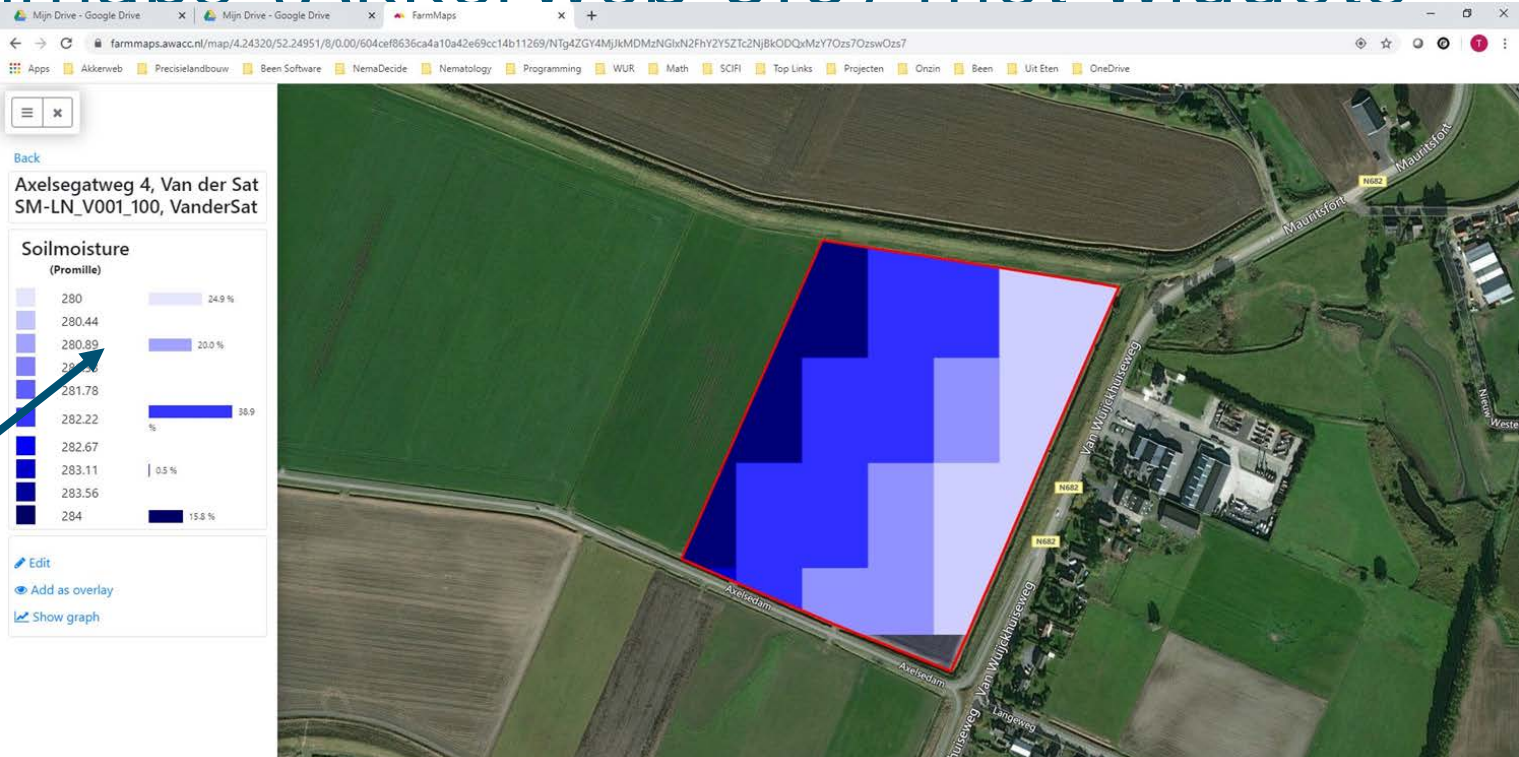 met widgets
Mijn Drive - Google Drive
Mijn Drive - Google Drive
FarmMaps
farmmaps.awacc.nl/map/4.24320/52.24951/8/0.00/604cef8636ca4a10a42e69cc14b11269/NTg4ZGY4MjJkMDMzNGIxN2FhY2Y5ZTc2NjBkODQxMzY7Ozs7OzswOzs7
Apps
Akkerweb
Precisielandbouw
Been Software
NemaDecide
Nematology
Programming
WUR
Math
SCIFI
Top Links
Projecten
Onzin
Been
Uit Eten
OneDrive
Back
Axelsegatweg 4, Van der Sat
SM-LN_V001_100, VanderSat
Soilmoisture
(Promille)
280 24.9 %
280.44
280.89 20.0 %
281.78
282.22 38.9
%
282.67
283.11 0.5 %
283.56
284 15.8 %
Edit
Add as overlay
Show graph
Mauritsfort
N682
Mauritsfort
Van Wuijckhuiseweg
N682
N682
Axelsedam
Axelsedam
Van Wuijckhuiseweg
Langeweg
Nieuw
Weste